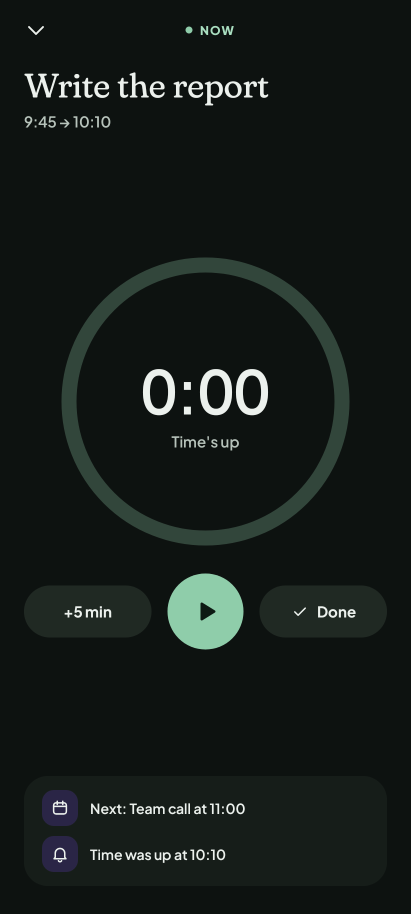 NOW
Write the report
9:45 → 10:10
0:00
Time's up
+5 min
Done
Next: Team call at 11:00
Time was up at 10:10